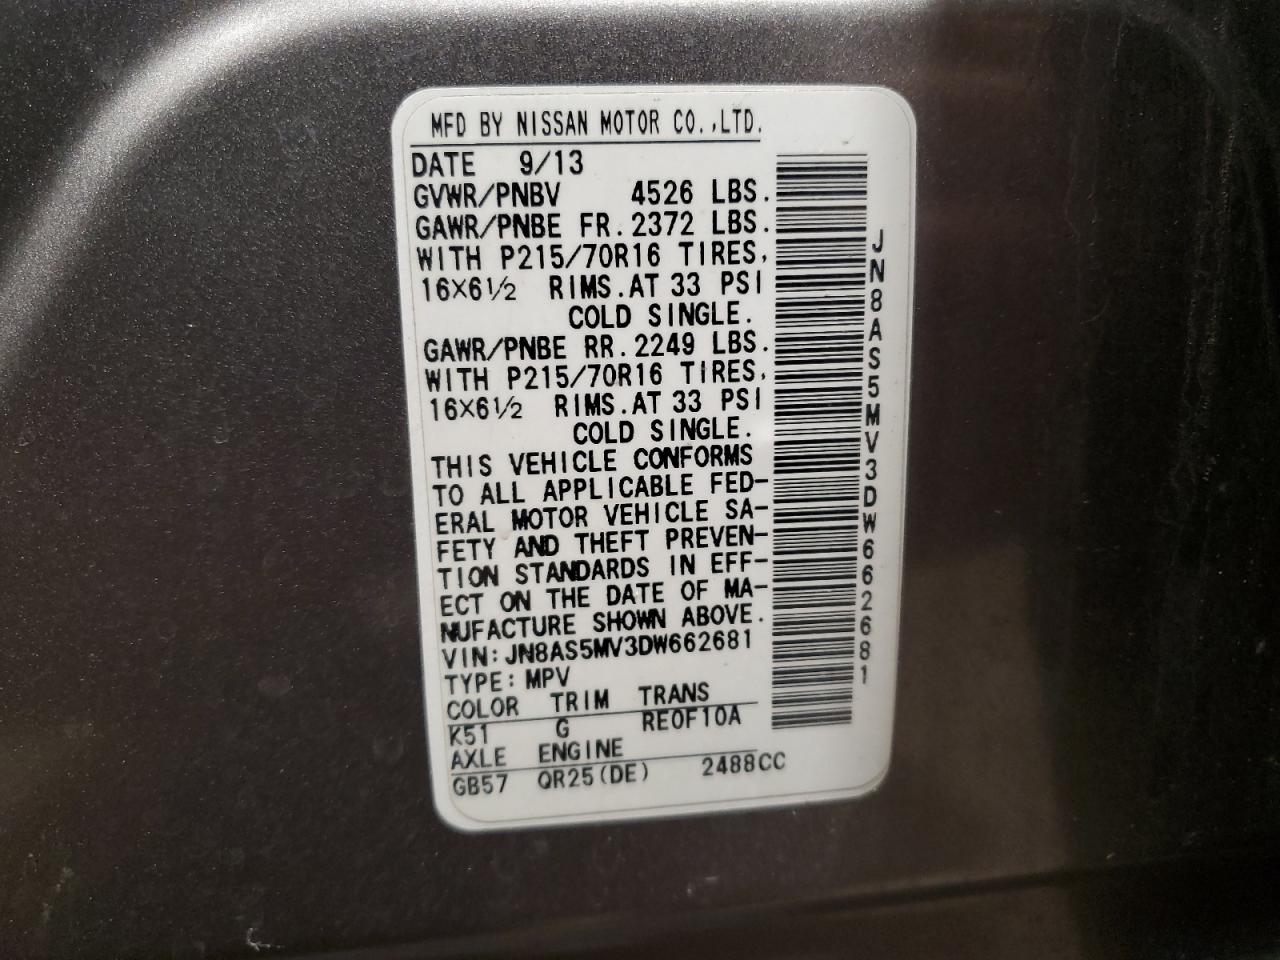 MFD BY NISSAN MOTOR CO.,LTD.
DATE 9/13
GVWR/PNBV 4526 LBS.
GAWR/PNBE FR.2372 LBS.
WITH P215/70R16 TIRES,
16X6 1/2 RIMS.AT 33 PSI
COLD SINGLE.
GAWR/PNBE RR.2249 LBS.
WITH P215/70R16 TIRES,
16X6 1/2 RIMS.AT 33 PSI
COLD SINGLE.
THIS VEHICLE CONFORMS
TO ALL APPLICABLE FED-
ERAL MOTOR VEHICLE SA-
FETY AND THEFT PREVEN-
TION STANDARDS IN EFF-
ECT ON THE DATE OF MA-
NUFACTURE SHOWN ABOVE.
VIN:JN8AS5MV3DW662681
TYPE:MPV
COLOR TRIM TRANS
K51 G RE0F10A
AXLE ENGINE
GB57 QR25(DE) 2488CC
JN8AS5MV3DW662681